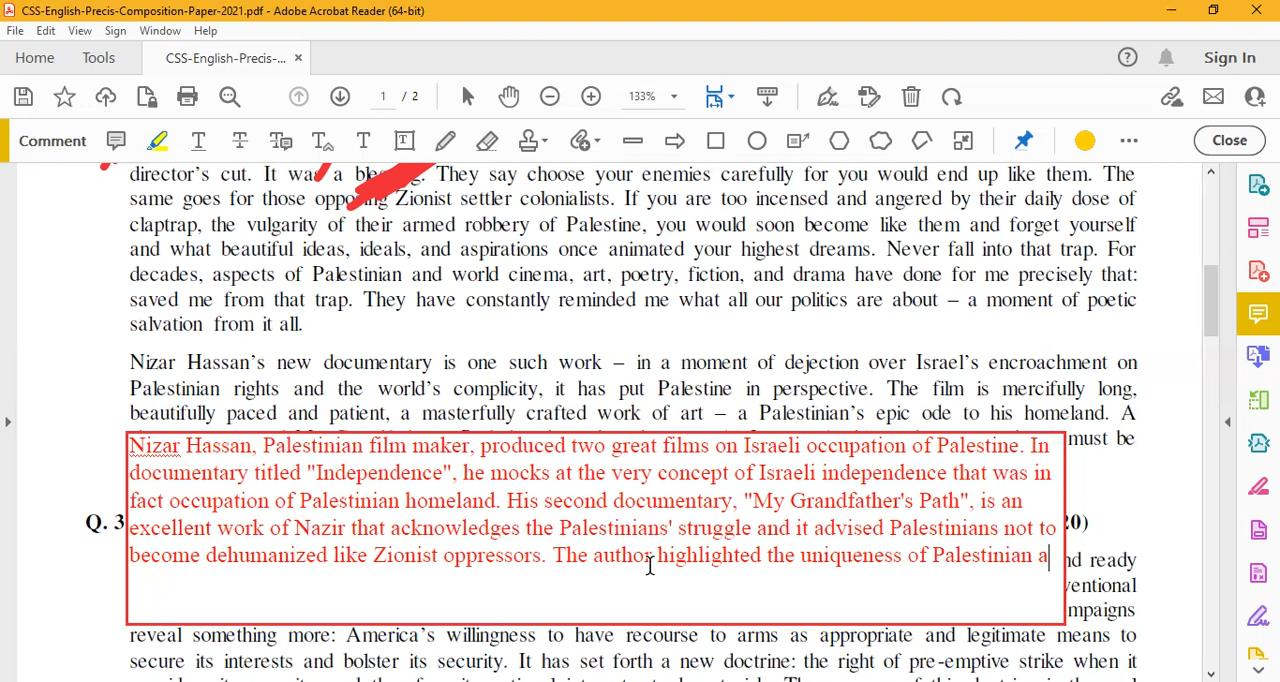 CSS-English-Precis-Composition-Paper-2021.pdf - Adobe Acrobat Reader (64-bit)
File Edit View Sign Window Help
Home Tools CSS-English-Precis-... × Sign In
1 / 2 133%
Comment Close
director's cut. It was a They say choose your enemies carefully for you would end up like them. The
same goes for those opposing Zionist settler colonialists. If you are too incensed and angered by their daily dose of
claptrap, the vulgarity of their armed robbery of Palestine, you would soon become like them and forget yourself
and what beautiful ideas, ideals, and aspirations once animated your highest dreams. Never fall into that trap. For
decades, aspects of Palestinian and world cinema, art, poetry, fiction, and drama have done for me precisely that:
saved me from that trap. They have constantly reminded me what all our politics are about – a moment of poetic
salvation from it all.
Nizar Hassan's new documentary is one such work – in a moment of dejection over Israel's encroachment on
Palestinian rights and the world's complicity, it has put Palestine in perspective. The film is mercifully long,
beautifully paced and patient, a masterfully crafted work of art – a Palestinian's epic ode to his homeland. A
must be
Nizar Hassan, Palestinian film maker, produced two great films on Israeli occupation of Palestine. In
documentary titled "Independence", he mocks at the very concept of Israeli independence that was in
fact occupation of Palestinian homeland. His second documentary, "My Grandfather's Path", is an
Q. 3 excellent work of Nazir that acknowledges the Palestinians' struggle and it advised Palestinians not to 20)
become dehumanized like Zionist oppressors. The author highlighted the uniqueness of Palestinian a
nd ready
ventional
mpaigns
reveal something more: America's willingness to have recourse to arms as appropriate and legitimate means to
secure its interests and bolster its security. It has set forth a new doctrine: the right of pre-emptive strike when it